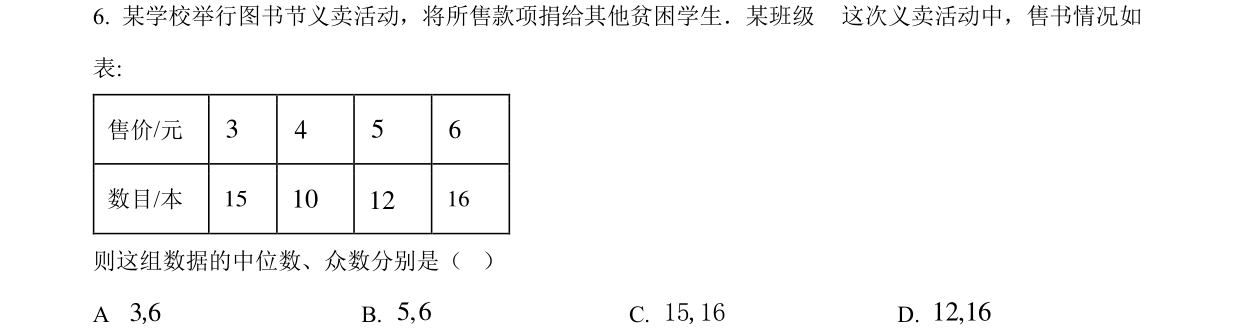 6. 某学校举行图书节义卖活动，将所售款项捐给其他贫困学生．某班级 这次义卖活动中，售书情况如
表:
售价/元 3 4 5 6
数目/本 15 10 12 16
则这组数据的中位数、众数分别是（ ）
A 3,6 B. 5,6 C. 15,16 D. 12,16